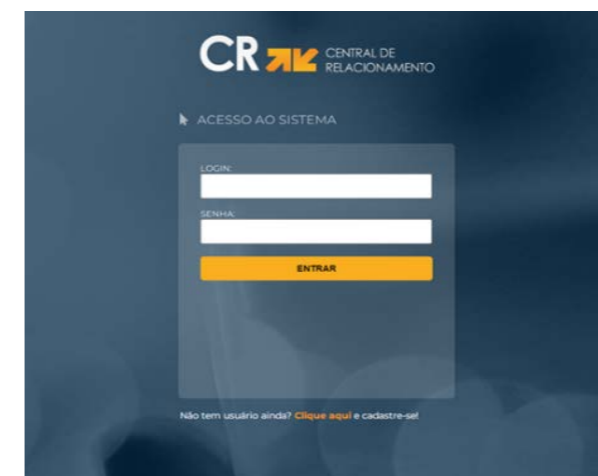 CR CENTRAL DE
RELACIONAMENTO
ACESSO AO SISTEMA
LOGIN:
SENHA:
ENTRAR
Não tem usuário ainda? Clique aqui e cadastre-se!